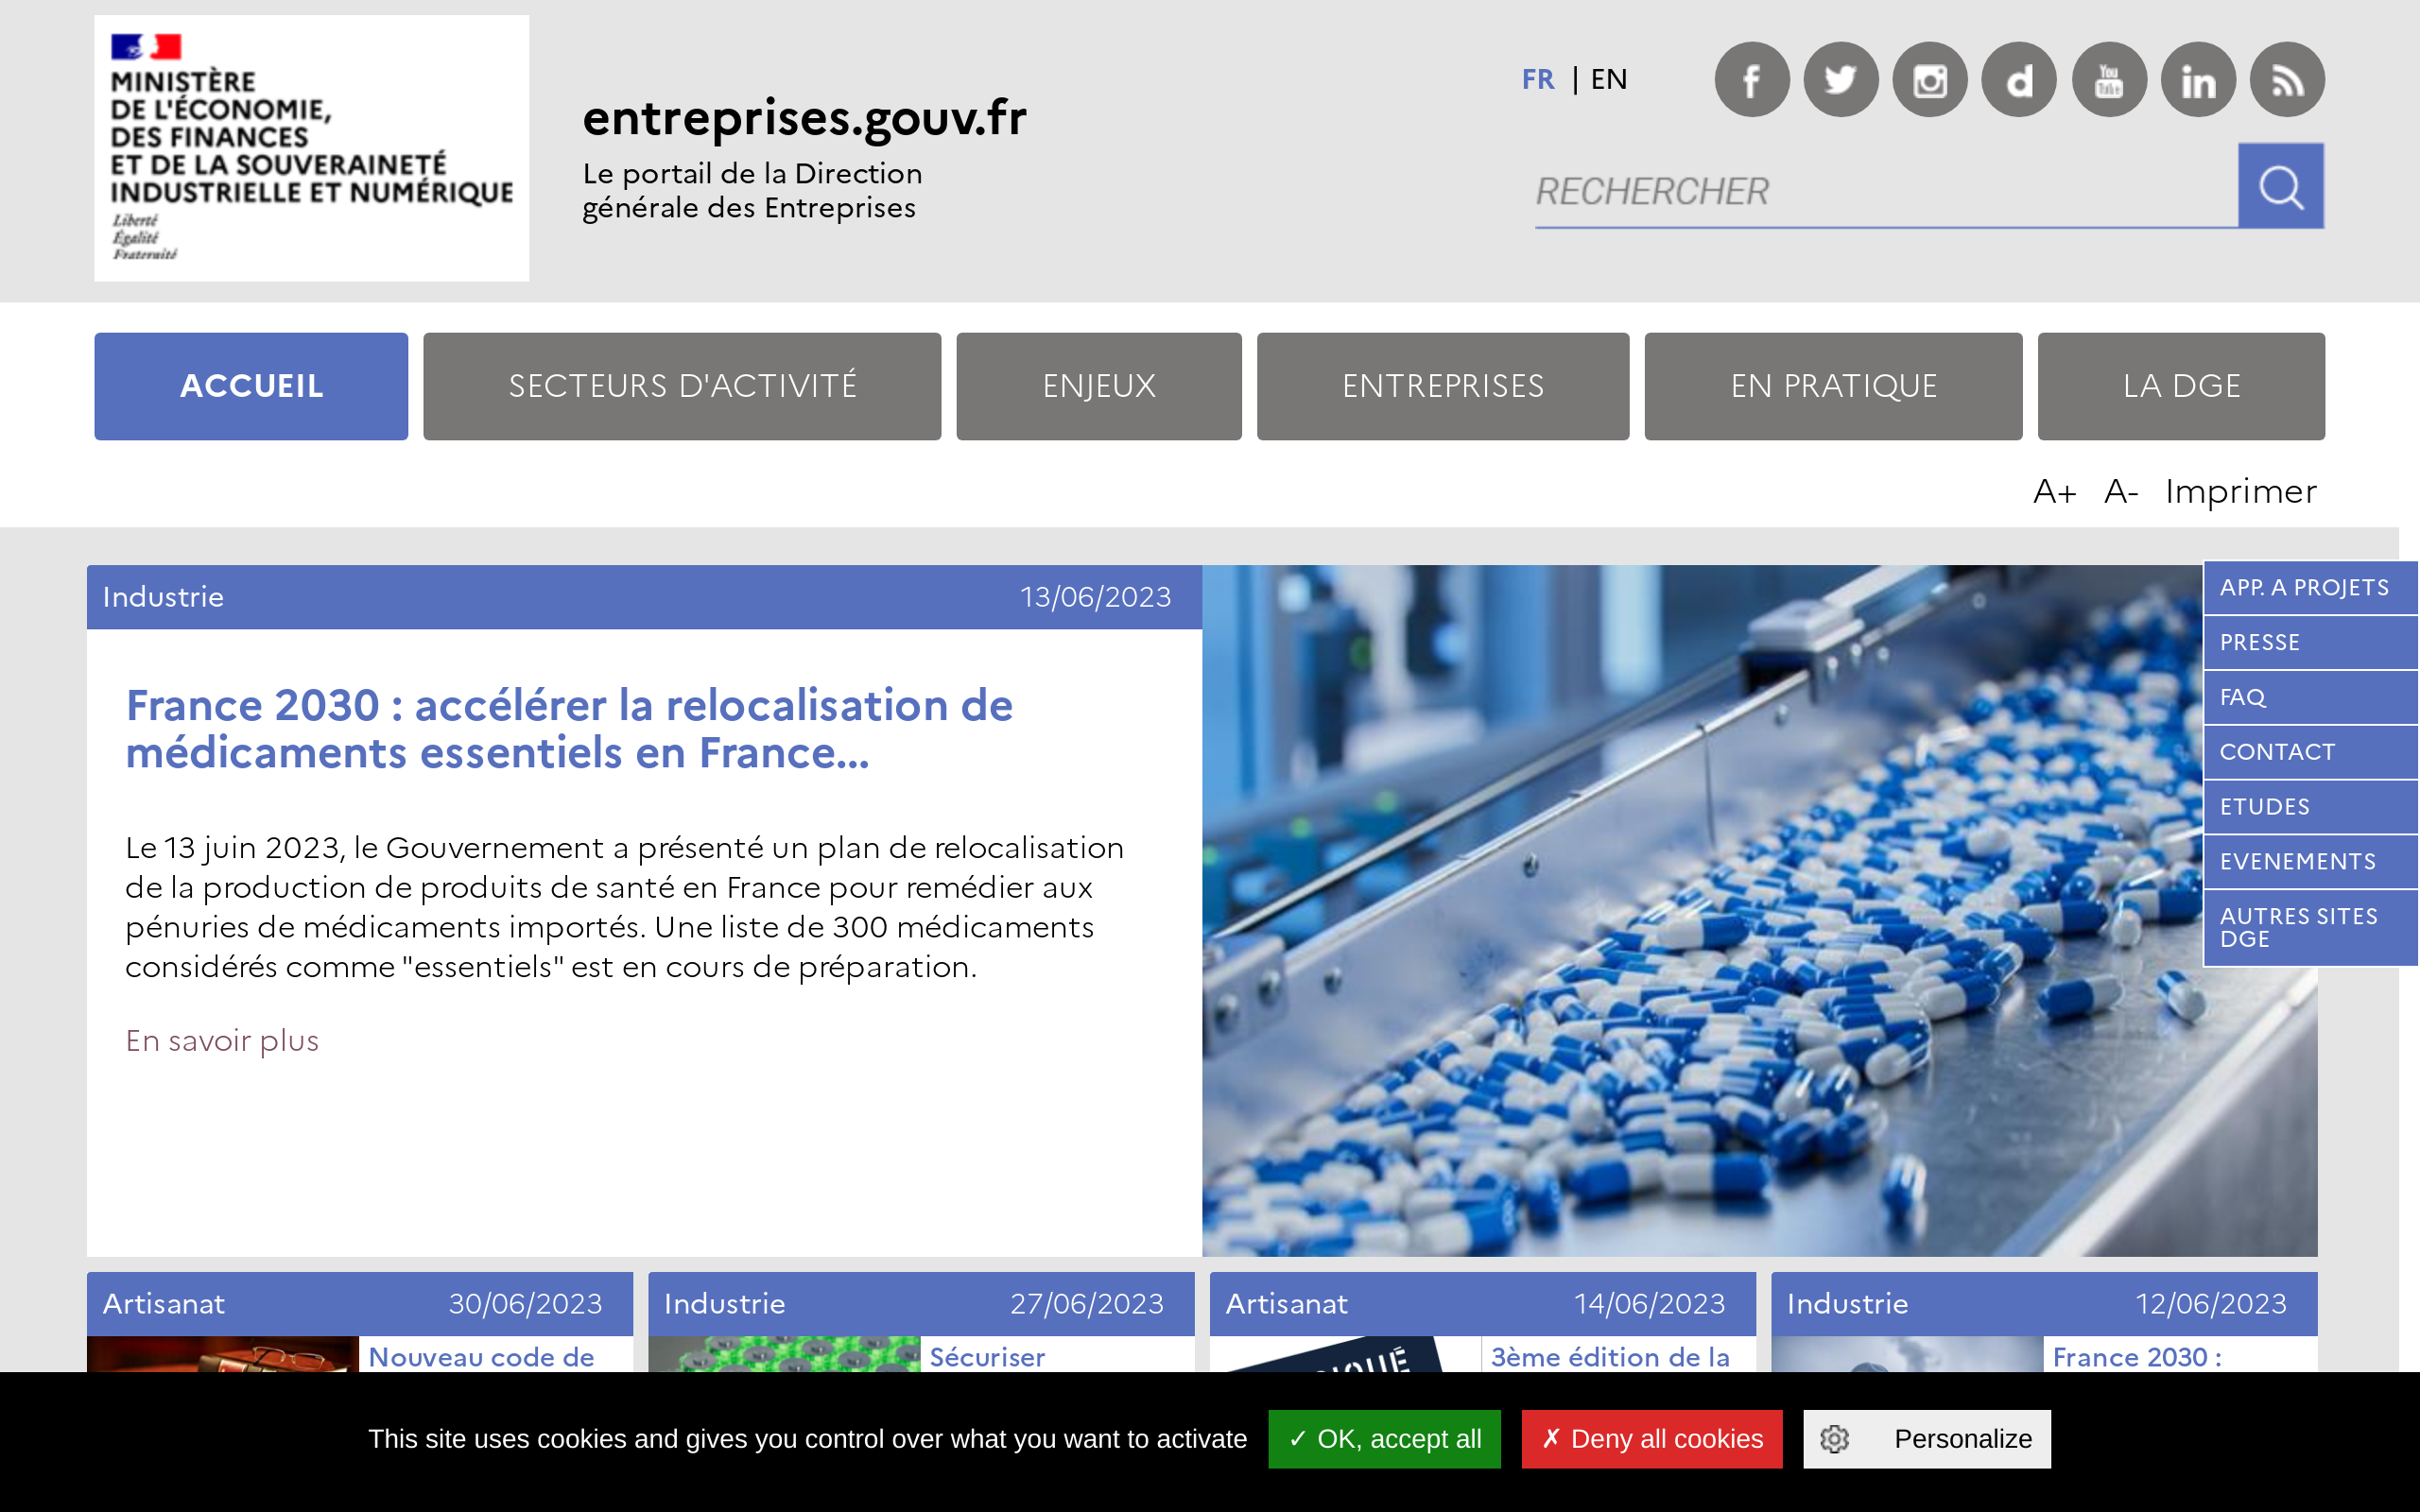 MINISTÈRE
DE L'ÉCONOMIE,
DES FINANCES
ET DE LA SOUVERAINETÉ
INDUSTRIELLE ET NUMÉRIQUE
Liberté
Égalité
Fraternité
entreprises.gouv.fr
Le portail de la Direction
générale des Entreprises
FR | EN
You Tube
RECHERCHER
ACCUEIL
SECTEURS D'ACTIVITÉ
ENJEUX
ENTREPRISES
EN PRATIQUE
LA DGE
A+ A- Imprimer
Industrie 13/06/2023
France 2030 : accélérer la relocalisation de
médicaments essentiels en France...
Le 13 juin 2023, le Gouvernement a présenté un plan de relocalisation
de la production de produits de santé en France pour remédier aux
pénuries de médicaments importés. Une liste de 300 médicaments
considérés comme "essentiels" est en cours de préparation.
En savoir plus
APP. A PROJETS
PRESSE
FAQ
CONTACT
ETUDES
EVENEMENTS
AUTRES SITES
DGE
Artisanat 30/06/2023
Nouveau code de
Industrie 27/06/2023
Sécuriser
Artisanat 14/06/2023
3ème édition de la
Industrie 12/06/2023
France 2030 :
This site uses cookies and gives you control over what you want to activate
✓ OK, accept all
✗ Deny all cookies
Personalize